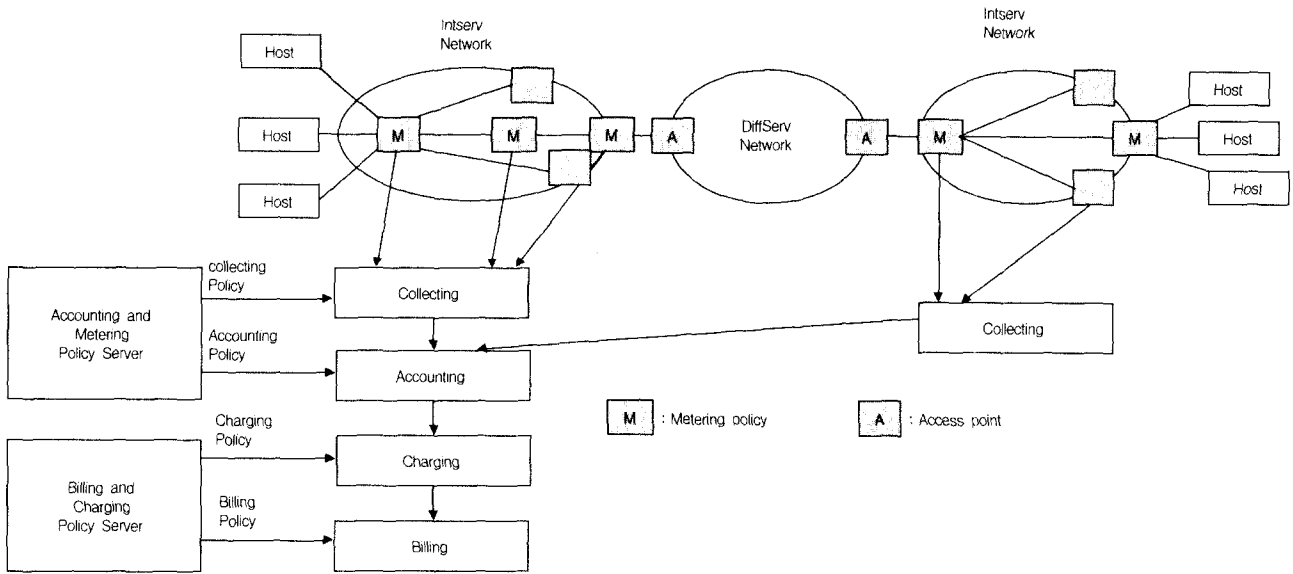 Intserv
Network
Intserv
Network
Host
Host
Host
M
M
M
A
DiffServ
Network
A
M
M
Host
Host
Host
collecting
Policy
Accounting and
Metering
Policy Server
Accounting
Policy
Collecting
Collecting
Accounting
M : Metering policy
A : Access point
Charging
Policy
Charging
Billing and
Charging
Policy Server
Billing
Policy
Billing